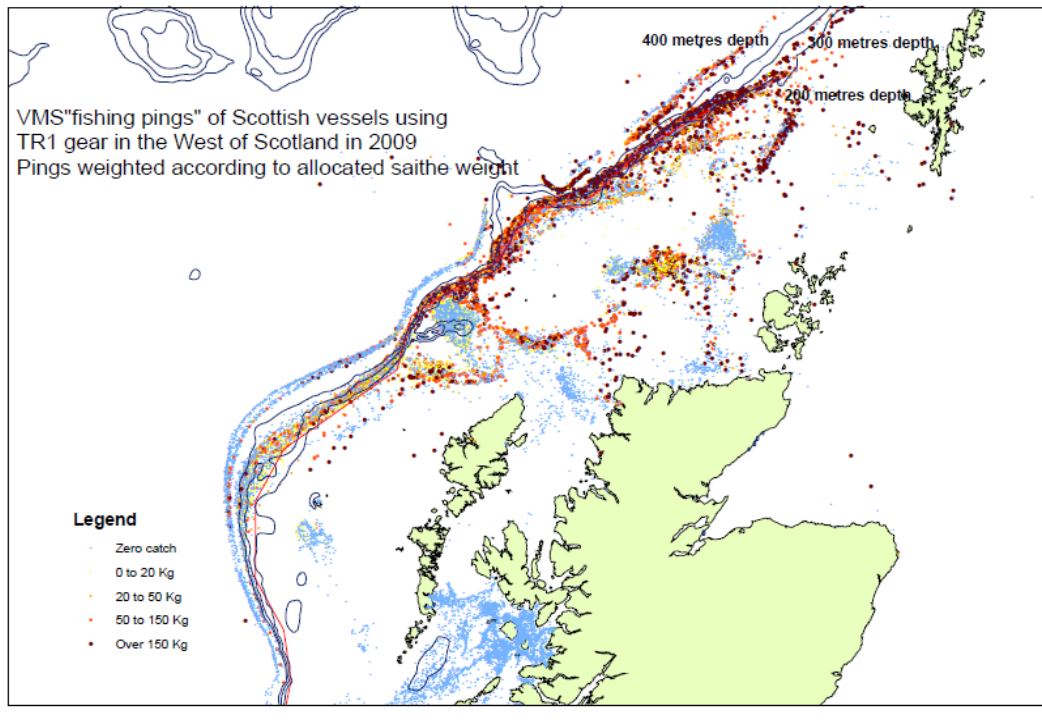 400 metres depth
300 metres depth
200 metres depth
VMS"fishing pings" of Scottish vessels using
TR1 gear in the West of Scotland in 2009
Pings weighted according to allocated saithe weight
Legend
Zero catch
0 to 20 Kg
20 to 50 Kg
50 to 150 Kg
Over 150 Kg